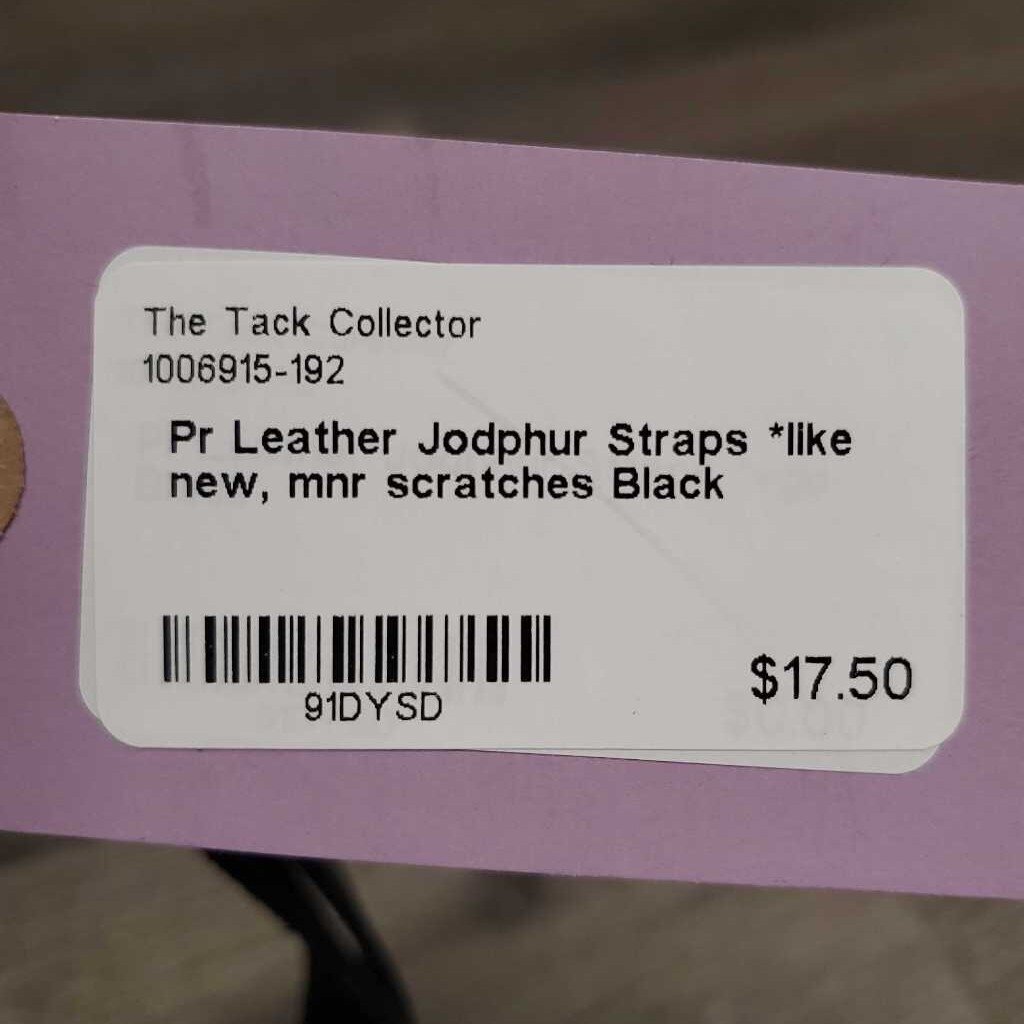 The Tack Collector
1006915-192
Pr Leather Jodphur Straps *like
new, mnr scratches Black
91DYSD
$17.50